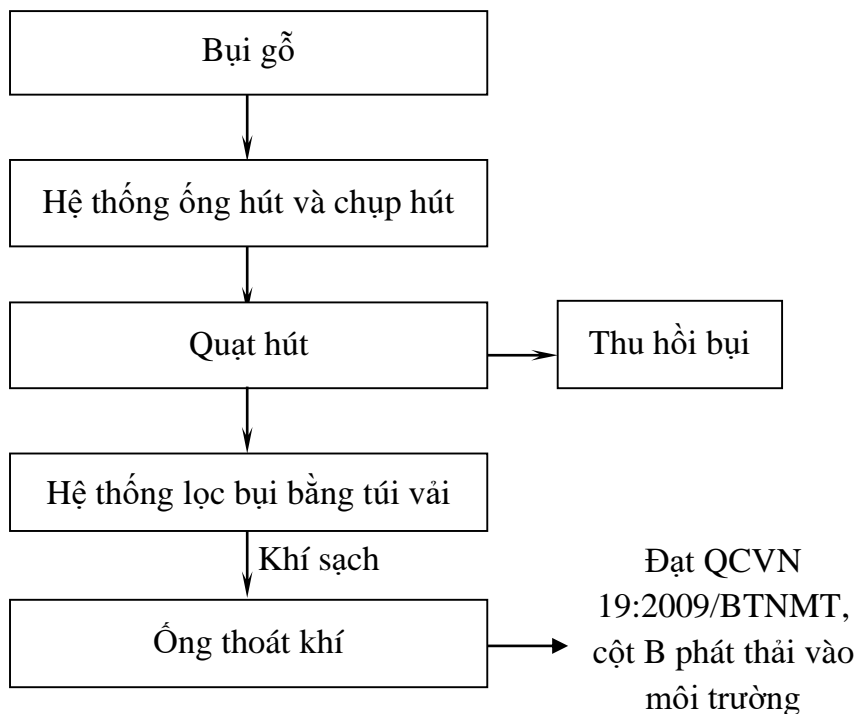 Bụi gỗ
Hệ thống ống hút và chụp hút
Quạt hút
Thu hồi bụi
Hệ thống lọc bụi bằng túi vải
Khí sạch
Ống thoát khí
Đạt QCVN
19:2009/BTNMT,
cột B phát thải vào
môi trường